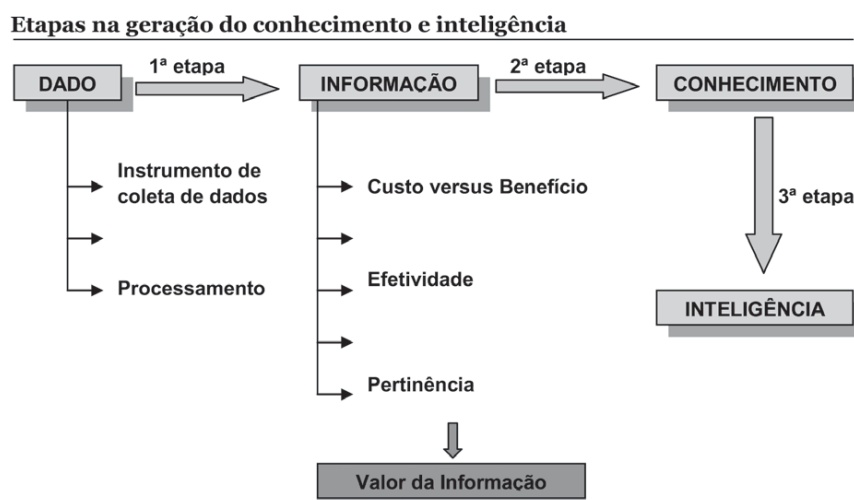 Etapas na geração do conhecimento e inteligência
DADO
1ª etapa
INFORMAÇÃO
2ª etapa
CONHECIMENTO
Instrumento de
coleta de dados
Processamento
Custo versus Benefício
Efetividade
Pertinência
3ª etapa
INTELIGÊNCIA
Valor da Informação